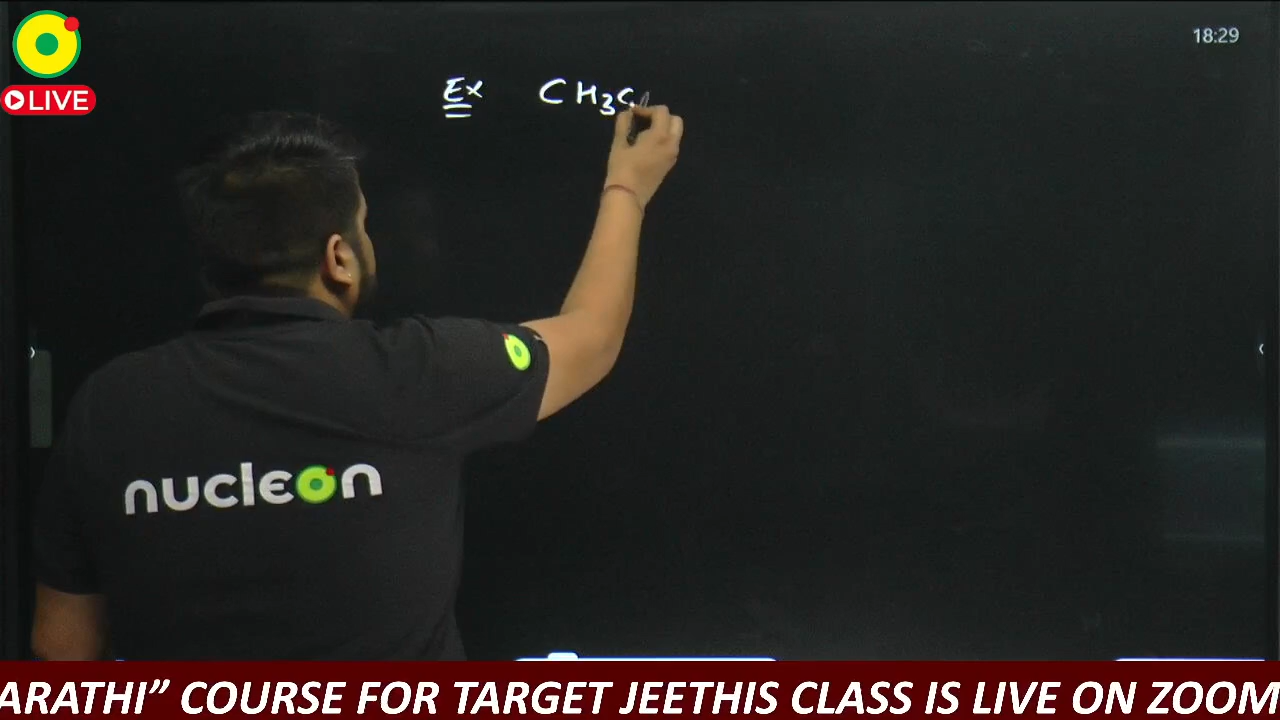 18:29
LIVE
Ex CH3C
nucleon
ARATHI” COURSE FOR TARGET JEETHIS CLASS IS LIVE ON ZOOM